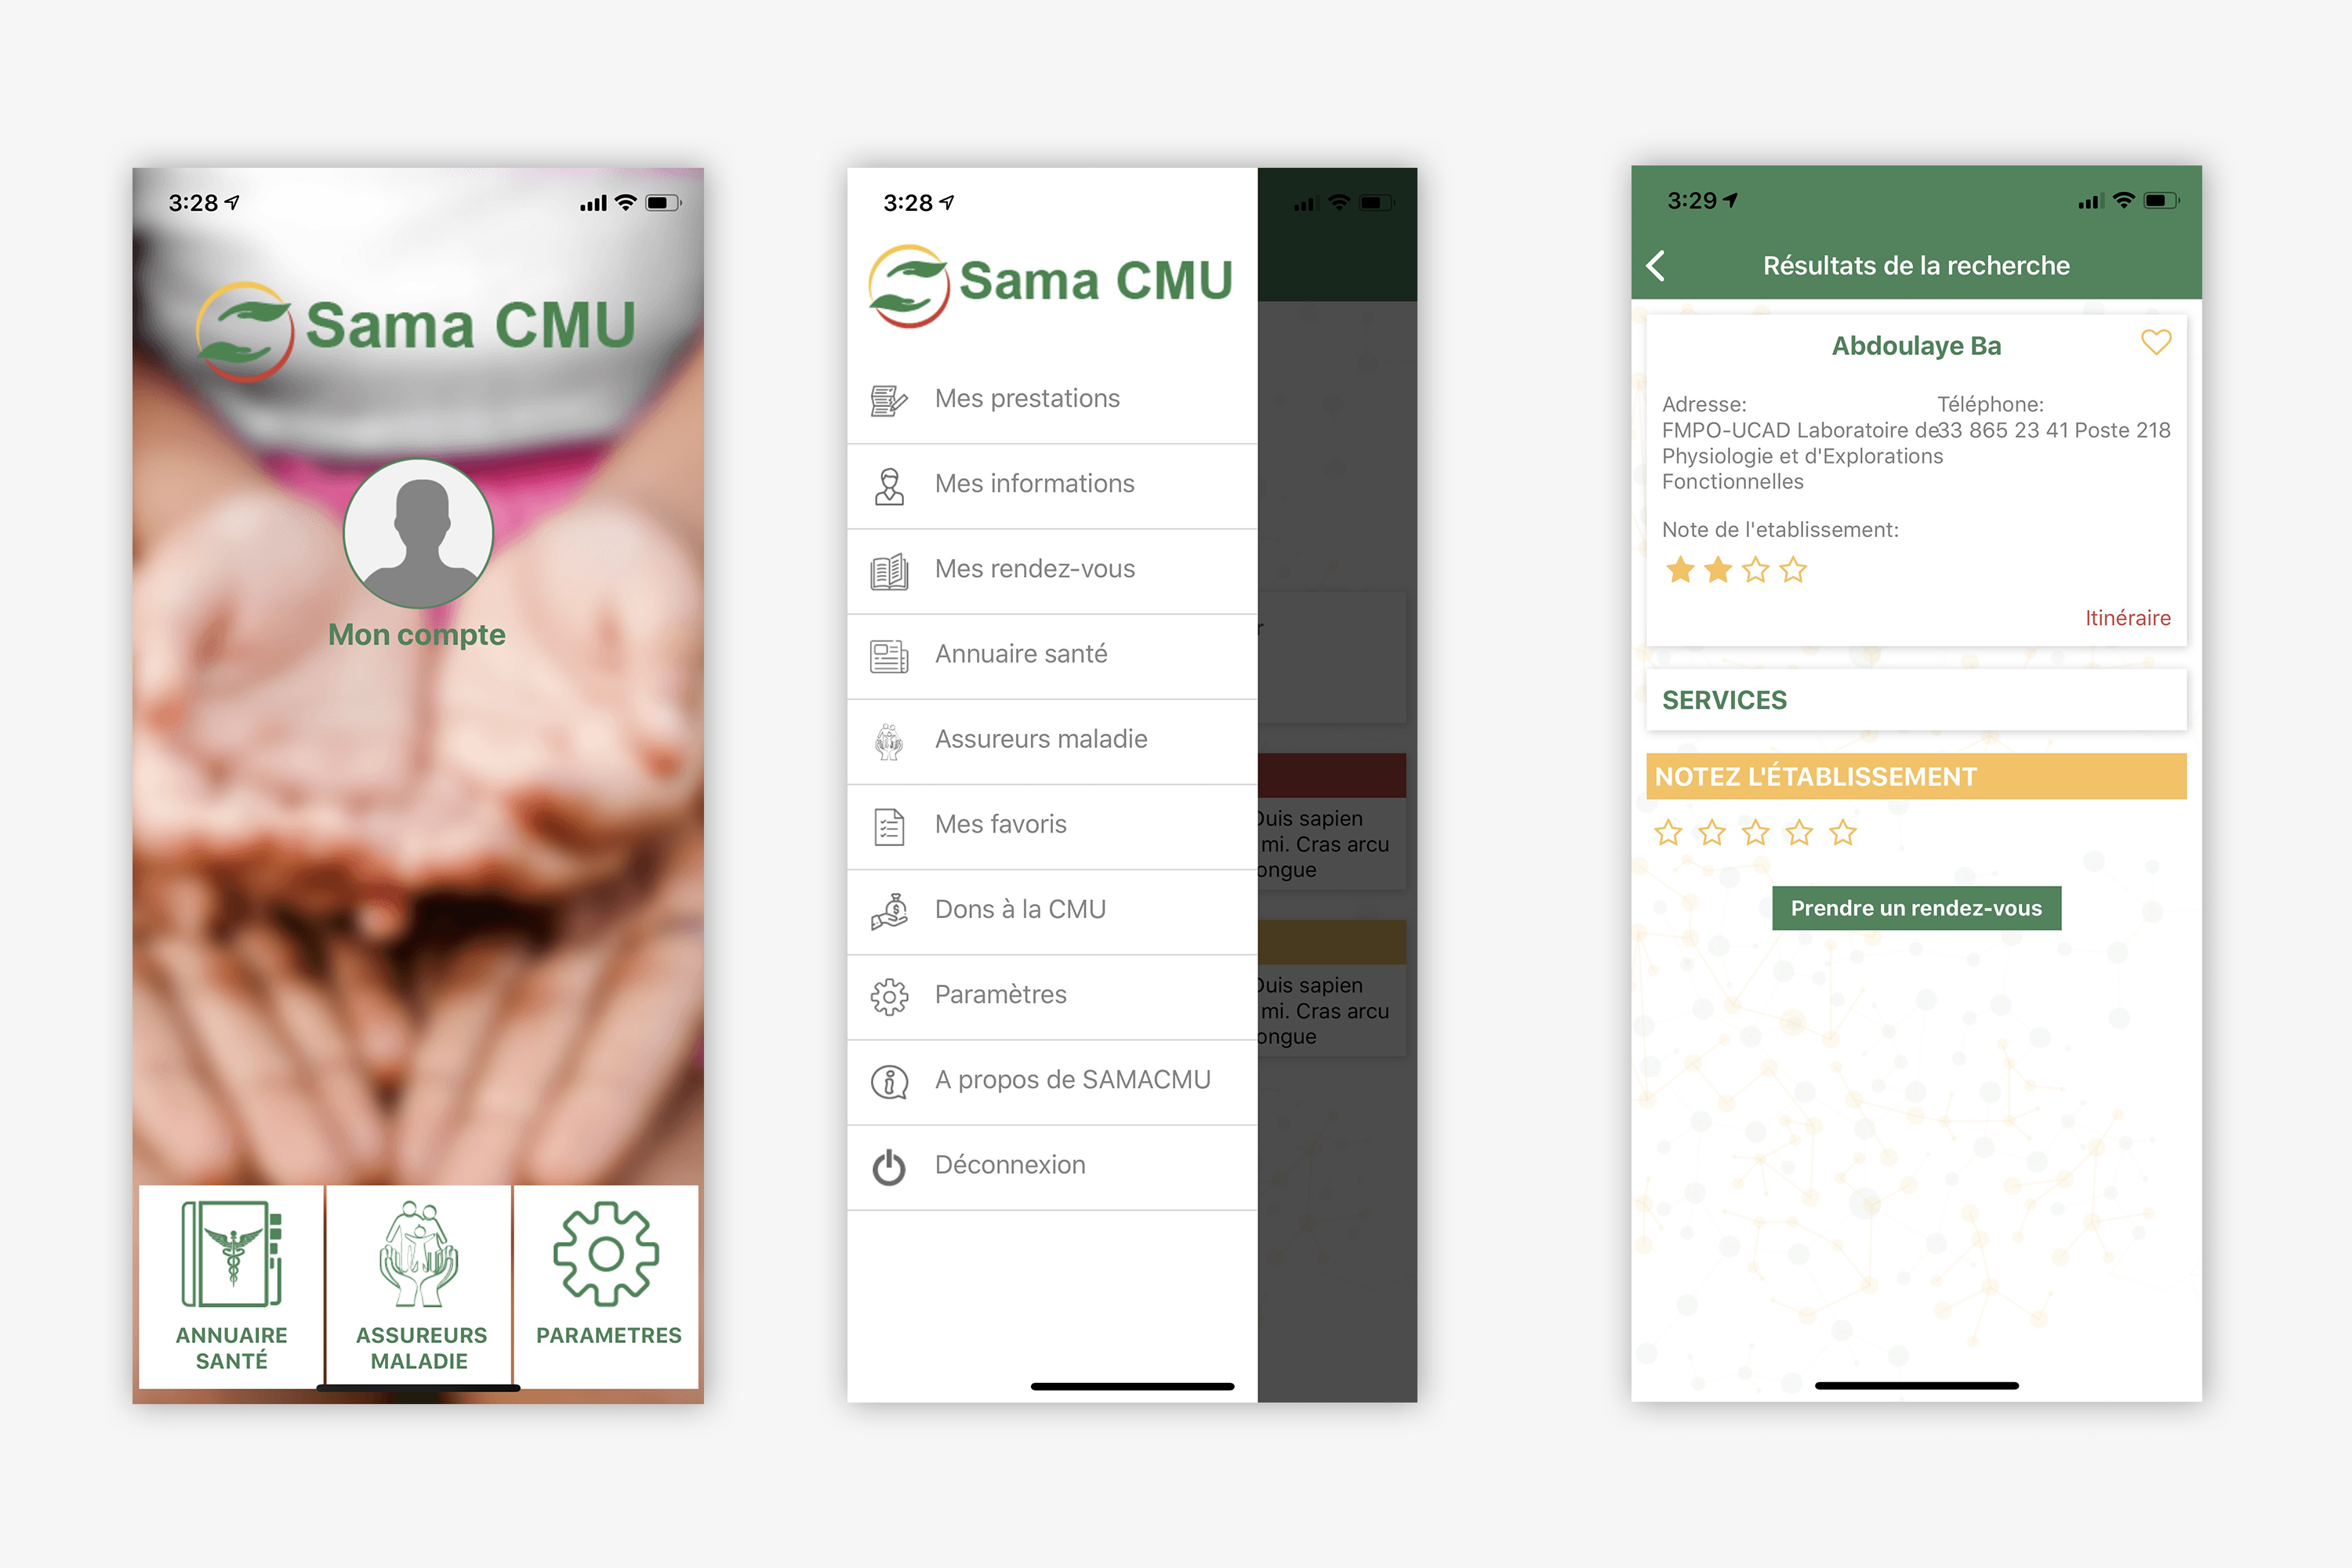 3:28
Sama CMU
Mon compte
ANNUAIRE
SANTÉ
ASSUREURS
MALADIE
PARAMETRES
3:28
Sama CMU
Mes prestations
Mes informations
Mes rendez-vous
Annuaire santé
Assureurs maladie
Mes favoris
Dons à la CMU
Paramètres
A propos de SAMACMU
Déconnexion
r
Duis sapien
mi. Cras arcu
ongue
Duis sapien
mi. Cras arcu
ongue
3:29
Résultats de la recherche
Abdoulaye Ba
Adresse:
FMPO-UCAD Laboratoire de
Physiologie et d'Explorations
Fonctionnelles
Téléphone:
33 865 23 41 Poste 218
Note de l'etablissement:
Itinéraire
SERVICES
NOTEZ L'ÉTABLISSEMENT
Prendre un rendez-vous